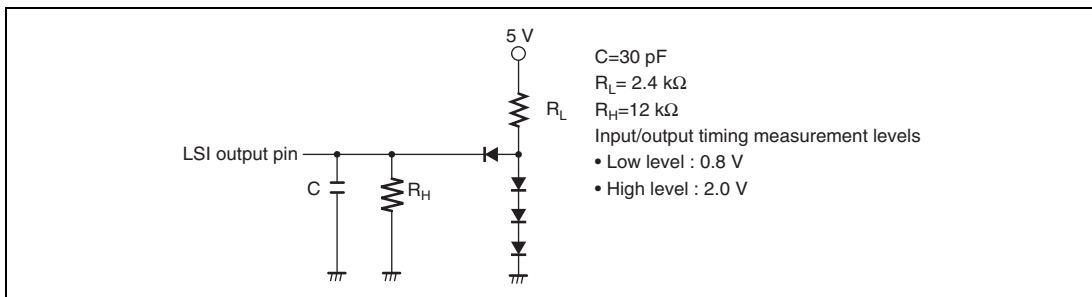 5 V
C=30 pF
R_L= 2.4 kΩ
R_L
R_H=12 kΩ
Input/output timing measurement levels
LSI output pin
• Low level : 0.8 V
C
R_H
• High level : 2.0 V